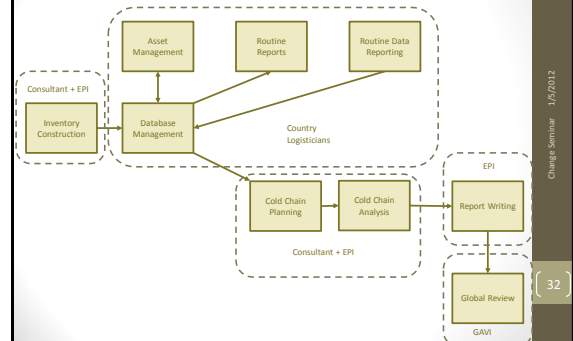 Asset
Management
Routine
Reports
Routine Data
Reporting
Consultant + EPI
Inventory
Construction
Database
Management
Country
Logisticians
Cold Chain
Planning
Cold Chain
Analysis
Consultant + EPI
EPI
Report Writing
Global Review
GAVI
Change Seminar 1/5/2012
32